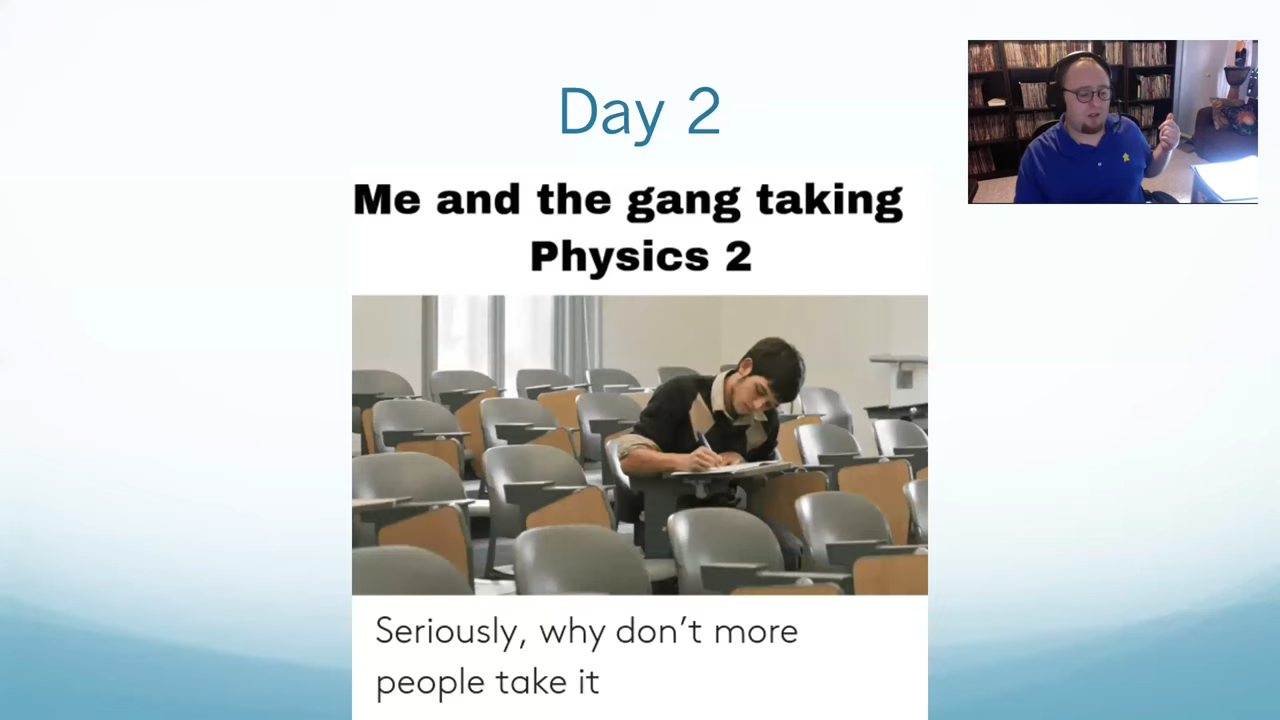 Day 2
Me and the gang taking
Physics 2
Seriously, why don’t more
people take it